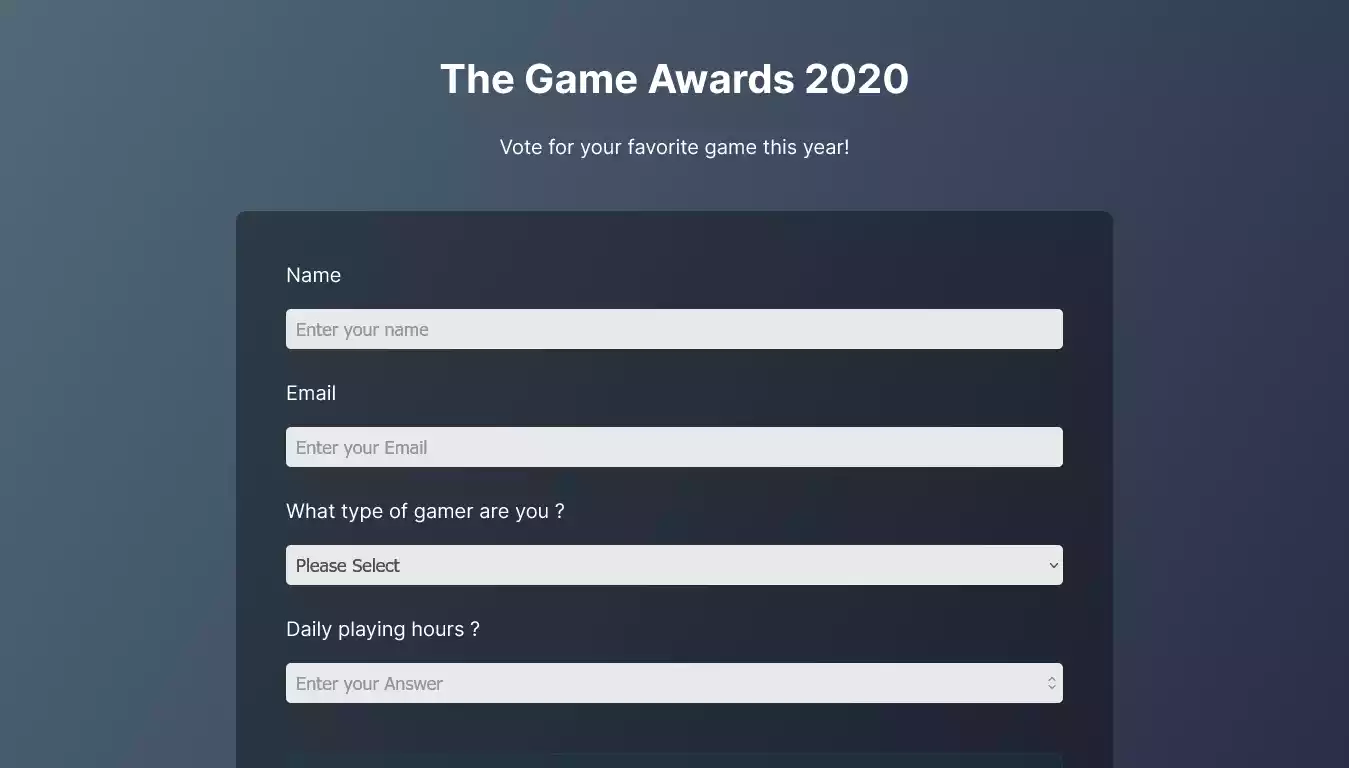 The Game Awards 2020
Vote for your favorite game this year!
Name
Enter your name
Email
Enter your Email
What type of gamer are you ?
Please Select
Daily playing hours ?
Enter your Answer